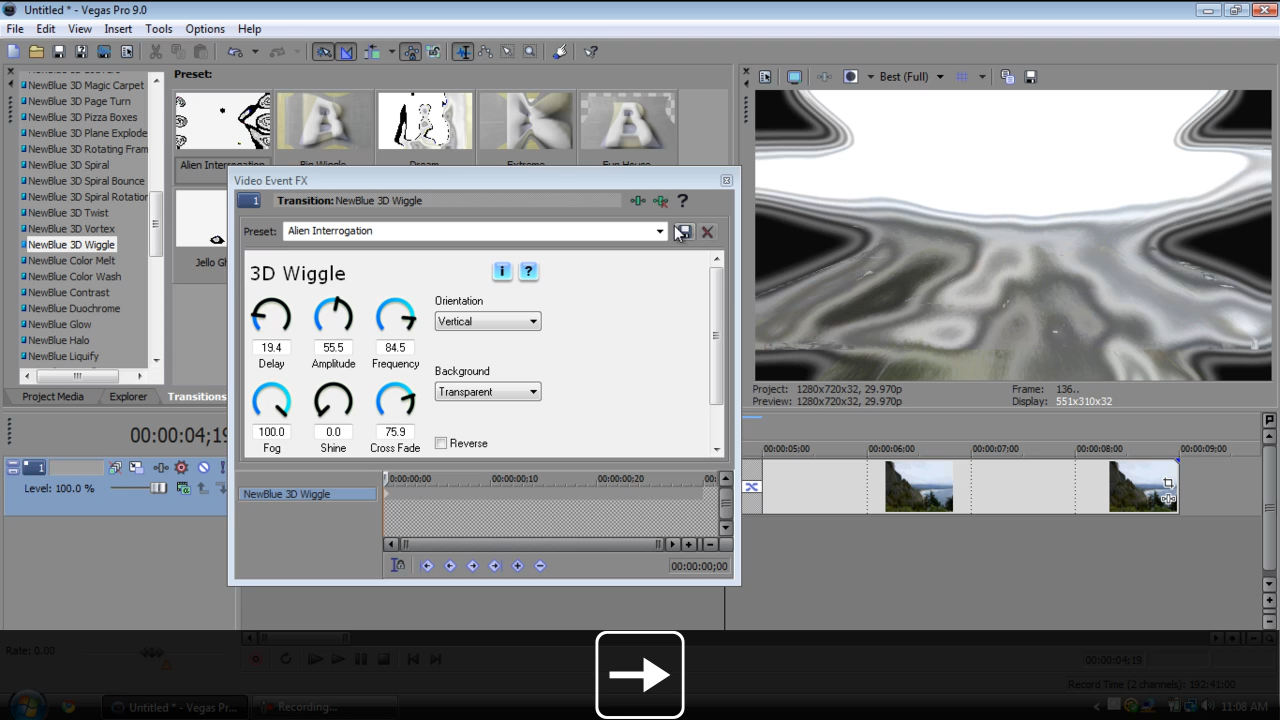 Untitled * - Vegas Pro 9.0
File Edit View Insert Tools Options Help
NewBlue 3D Magic Carpet
NewBlue 3D Page Turn
NewBlue 3D Pizza Boxes
NewBlue 3D Plane Explode
NewBlue 3D Rotating Fram
NewBlue 3D Spiral
NewBlue 3D Spiral Bounce
NewBlue 3D Spiral Rotation
NewBlue 3D Twist
NewBlue 3D Vortex
NewBlue 3D Wiggle
NewBlue Color Melt
NewBlue Color Wash
NewBlue Contrast
NewBlue Duochrome
NewBlue Glow
NewBlue Halo
NewBlue Liquify
Project Media Explorer Transitions
Preset:
Alien Interrogation
Jello Gh
Best (Full)
Video Event FX
1 Transition: NewBlue 3D Wiggle
Preset: Alien Interrogation
3D Wiggle
i ?
19.4 55.5 84.5
Delay Amplitude Frequency
100.0 0.0 75.9
Fog Shine Cross Fade
Orientation
Vertical
Background
Transparent
Reverse
0:00:00:00 00:00:00;10 00:00:00;20 00:
NewBlue 3D Wiggle
00:00:00;00
Project: 1280x720x32, 29.970p Frame: 136..
Preview: 1280x720x32, 29.970p Display: 551x310x32
00:00:04;19
1
Level: 100.0 %
00:00:05;00 00:00:06;00 00:00:07;00 00:00:08;00 00:00:09;00
Rate: 0.00
00:00:04;19
Record Time (2 channels): 192:41:00
Untitled * - Vegas Pr...
Recording...
11:08 AM